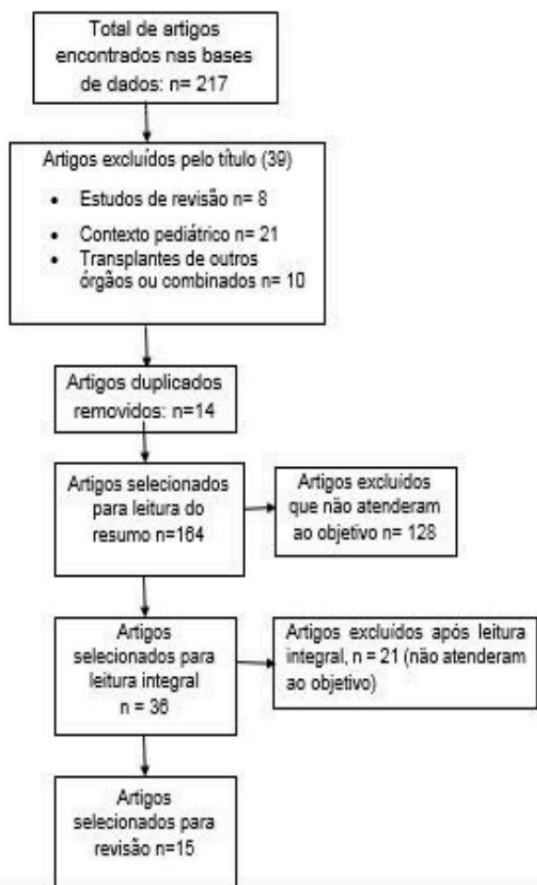 Total de artigos
encontrados nas bases
de dados: n= 217
Artigos excluídos pelo título (39)
• Estudos de revisão n= 8
• Contexto pediátrico n= 21
• Transplantes de outros
órgãos ou combinados n= 10
Artigos duplicados
removidos: n=14
Artigos selecionados
para leitura do
resumo n=164
Artigos excluidos
que não atenderam
ao objetivo n= 128
Artigos
selecionados para
leitura integral
n = 36
Artigos excluídos após leitura
integral, n = 21 (não atenderam
ao objetivo)
Artigos
selecionados para
revisão n=15